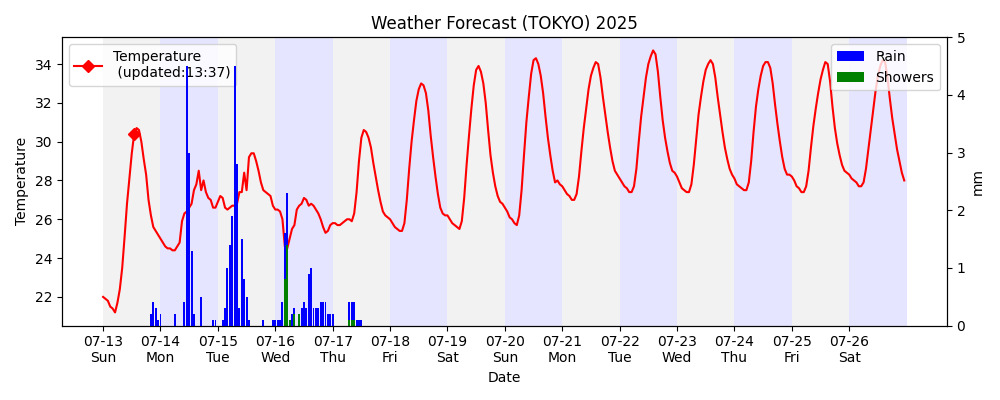 Weather Forecast (TOKYO) 2025
Temperature
(updated:13:37)
Rain
Showers
Temperature
34
32
30
28
26
24
22
5
4
3
2
1
0
mm
07-13 07-14 07-15 07-16 07-17 07-18 07-19 07-20 07-21 07-22 07-23 07-24 07-25 07-26
Sun Mon Tue Wed Thu Fri Sat Sun Mon Tue Wed Thu Fri Sat
Date